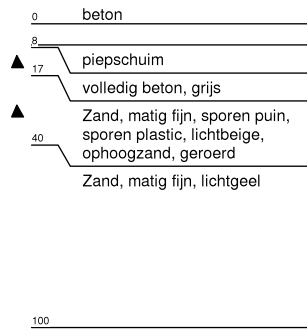 0 beton
8
piepschuim
17
volledig beton, grijs
Zand, matig fijn, sporen puin,
sporen plastic, lichtbeige,
ophoogzand, geroerd
40
Zand, matig fijn, lichtgeel
100